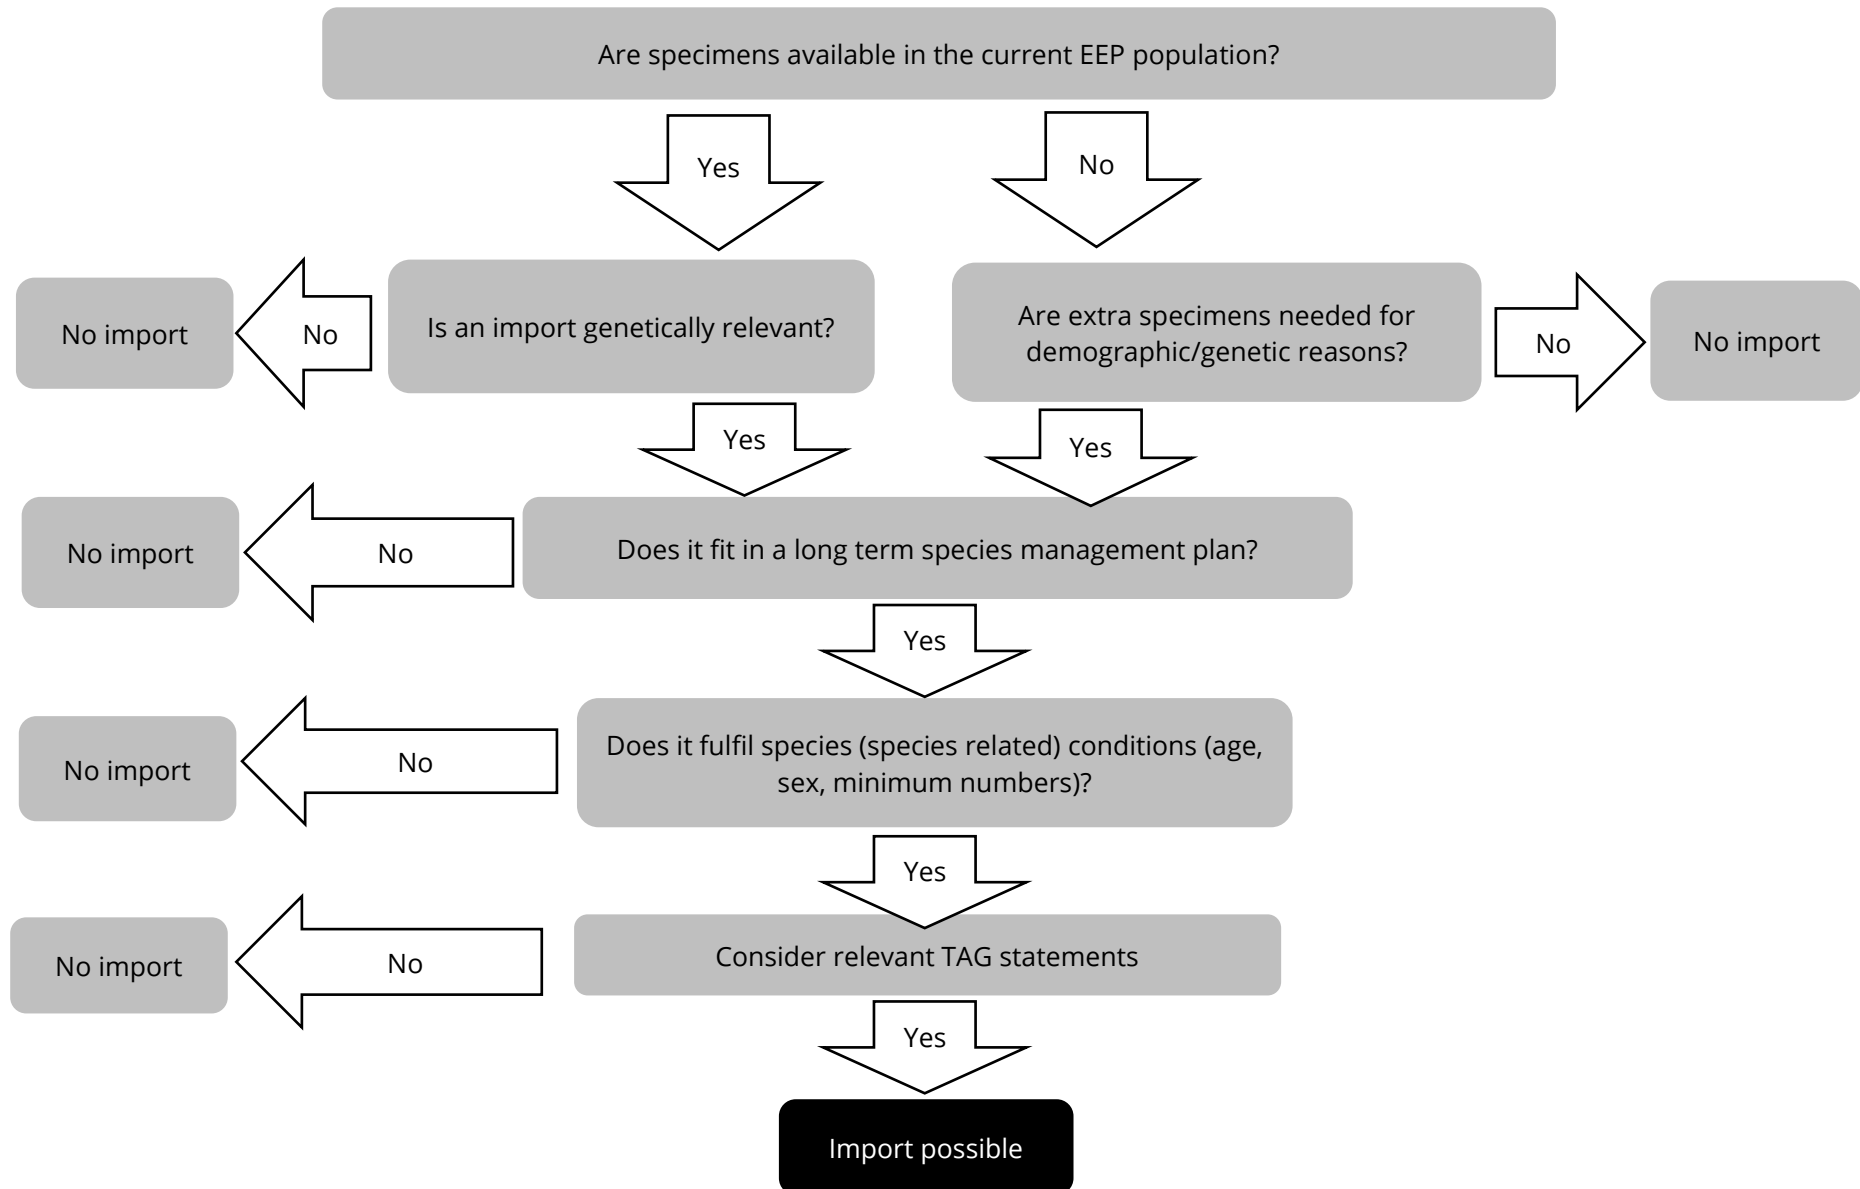 Are specimens available in the current EEP population?
Yes
No
No import
No
Is an import genetically relevant?
Are extra specimens needed for
demographic/genetic reasons?
No
No import
Yes
Yes
No import
No
Does it fit in a long term species management plan?
Yes
No import
No
Does it fulfil species (species related) conditions (age,
sex, minimum numbers)?
Yes
No import
No
Consider relevant TAG statements
Yes
Import possible